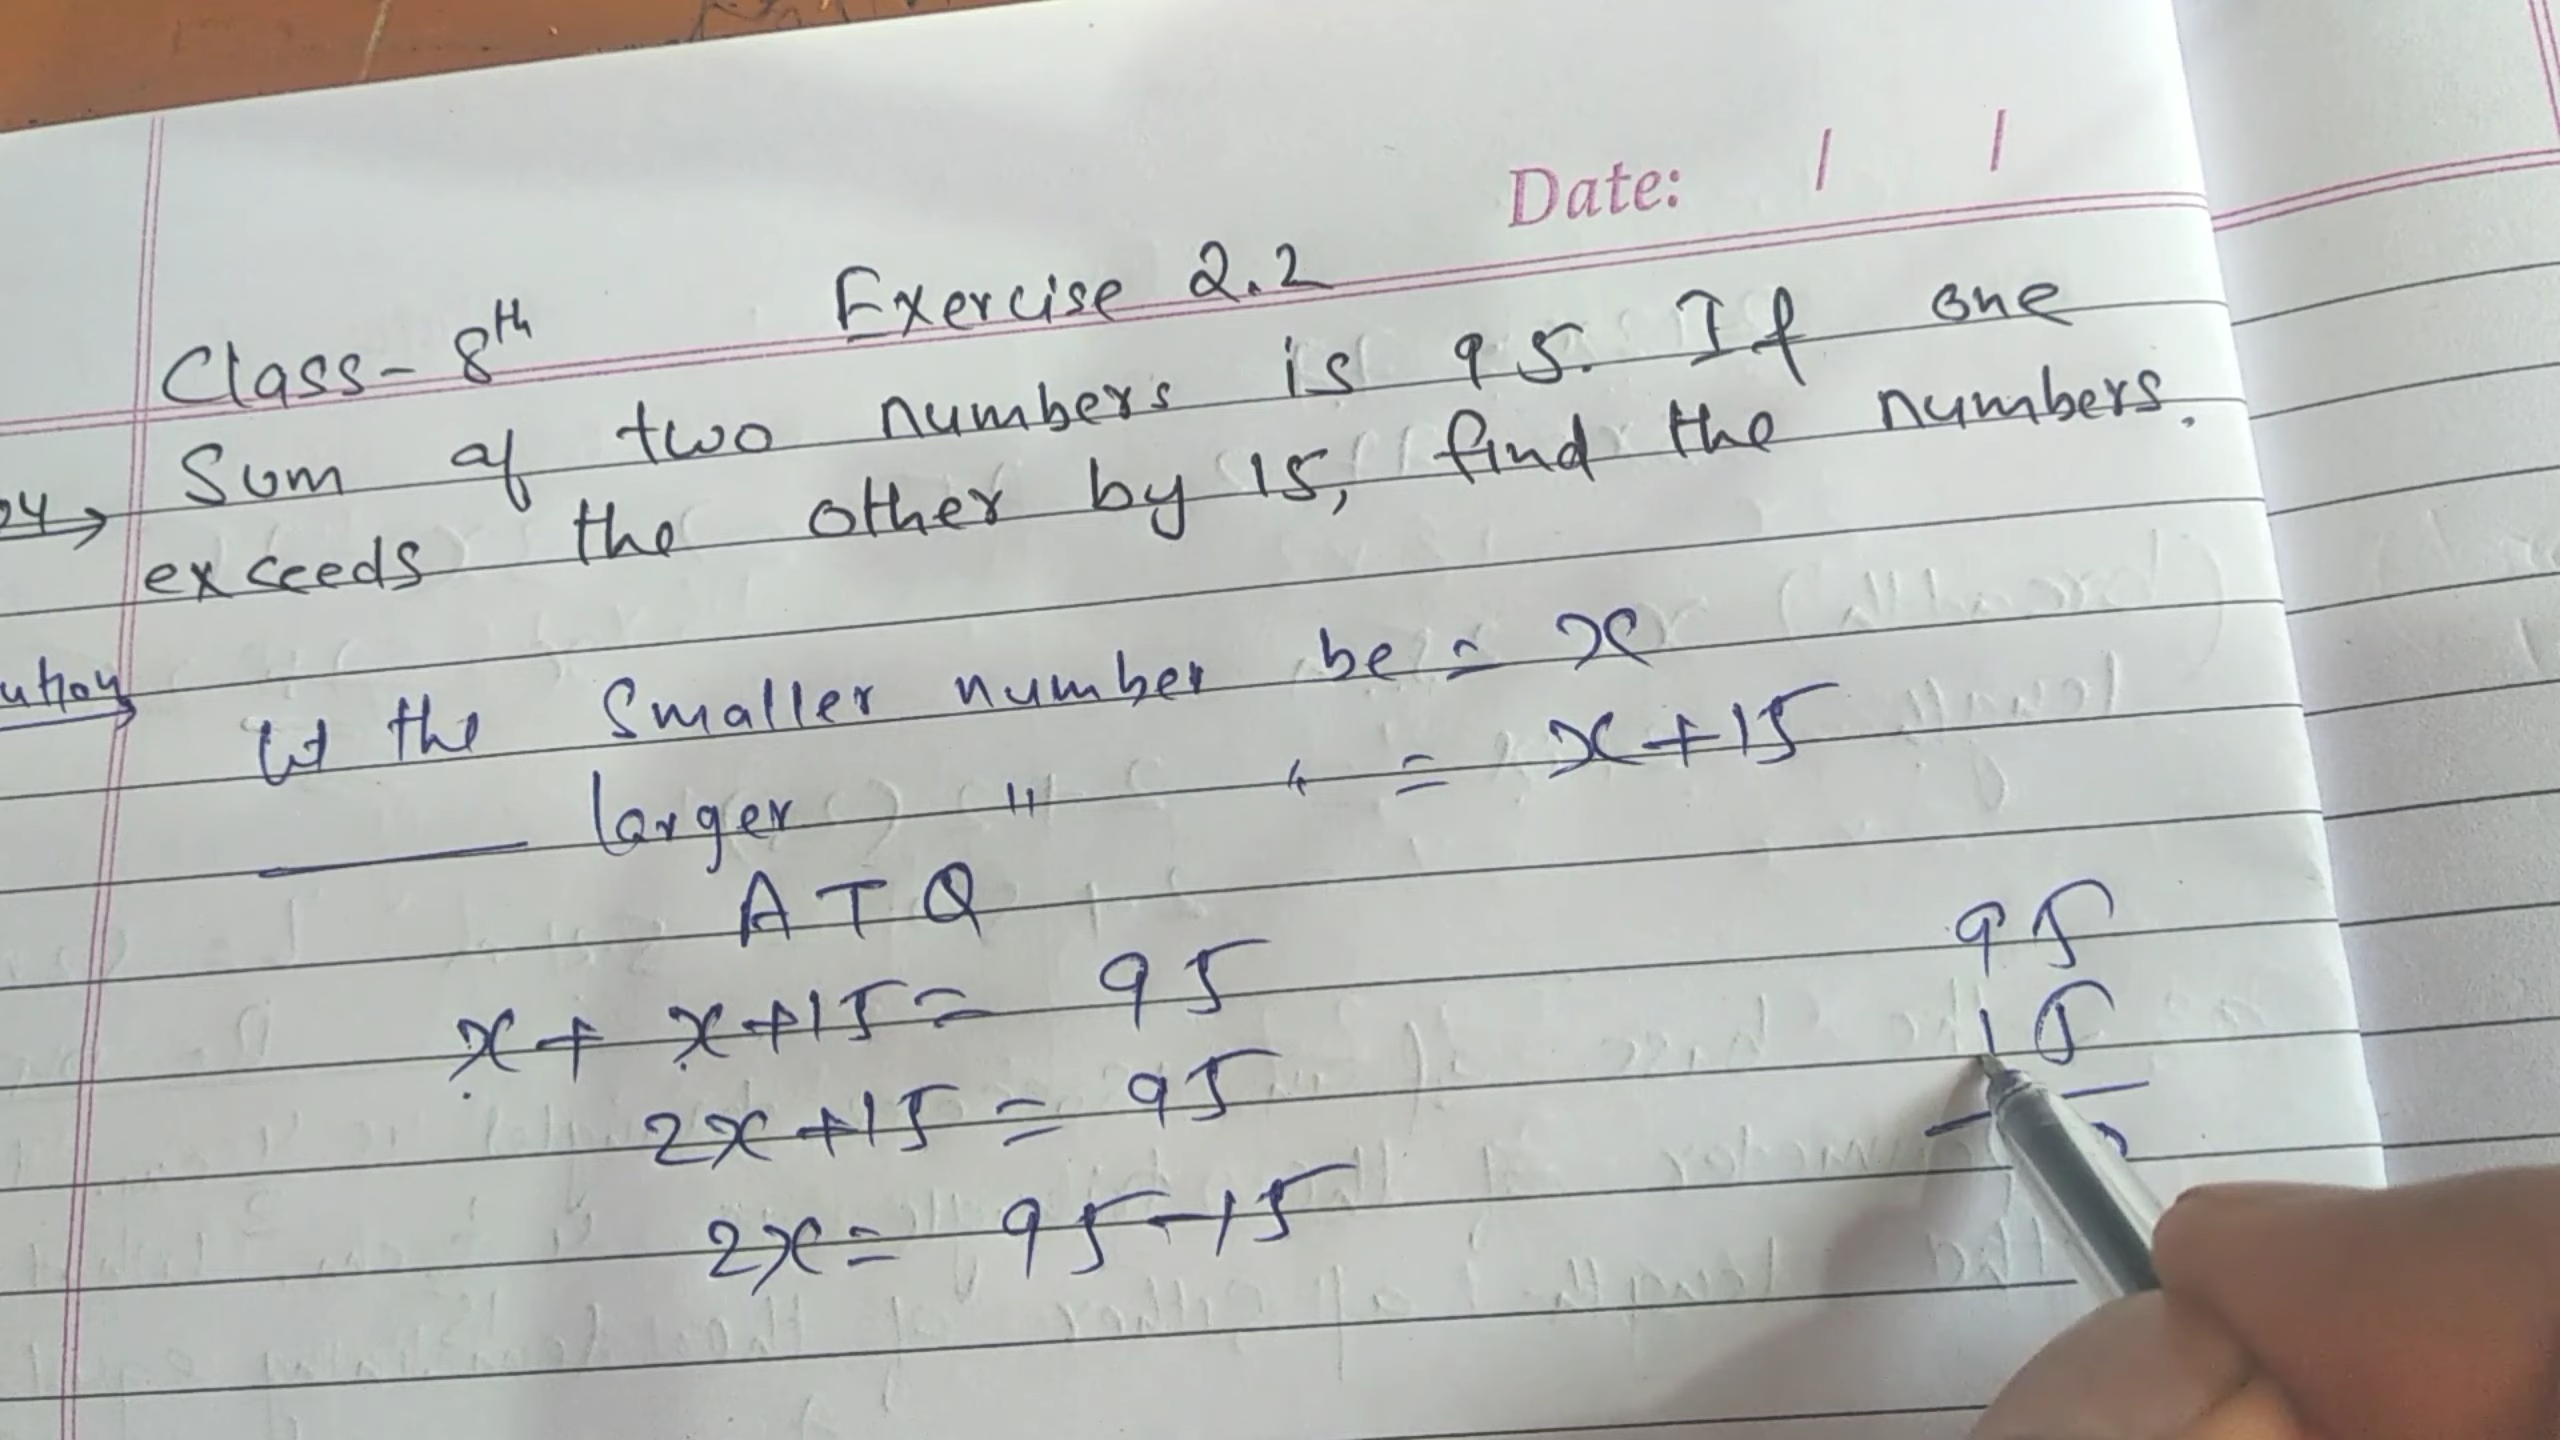 Date: / /
Class- 8th Exercise 2.2
Sum of two numbers is 95. If one
exceeds the other by 15, find the numbers.
let the Smaller number be = x
larger " " = x+15
A T Q
x + x+15 = 95
2x+15 = 95
2x = 95-15
95
15